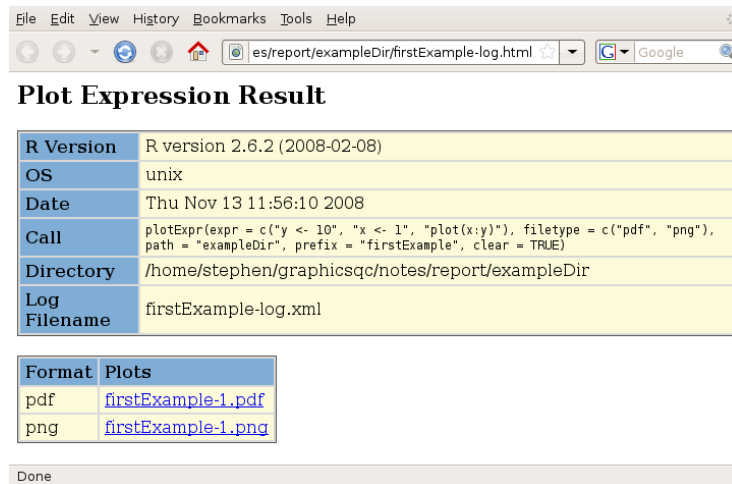 File Edit View History Bookmarks Tools Help
es/report/exampleDir/firstExample-log.html
G Google
Plot Expression Result
R Version R version 2.6.2 (2008-02-08)
OS unix
Date Thu Nov 13 11:56:10 2008
Call plotExpr(expr = c("y <- 10", "x <- 1", "plot(x:y)"), filetype = c("pdf", "png"),
path = "exampleDir", prefix = "firstExample", clear = TRUE)
Directory /home/stephen/graphicsqc/notes/report/exampleDir
Log
Filename firstExample-log.xml
Format Plots
pdf firstExample-1.pdf
png firstExample-1.png
Done